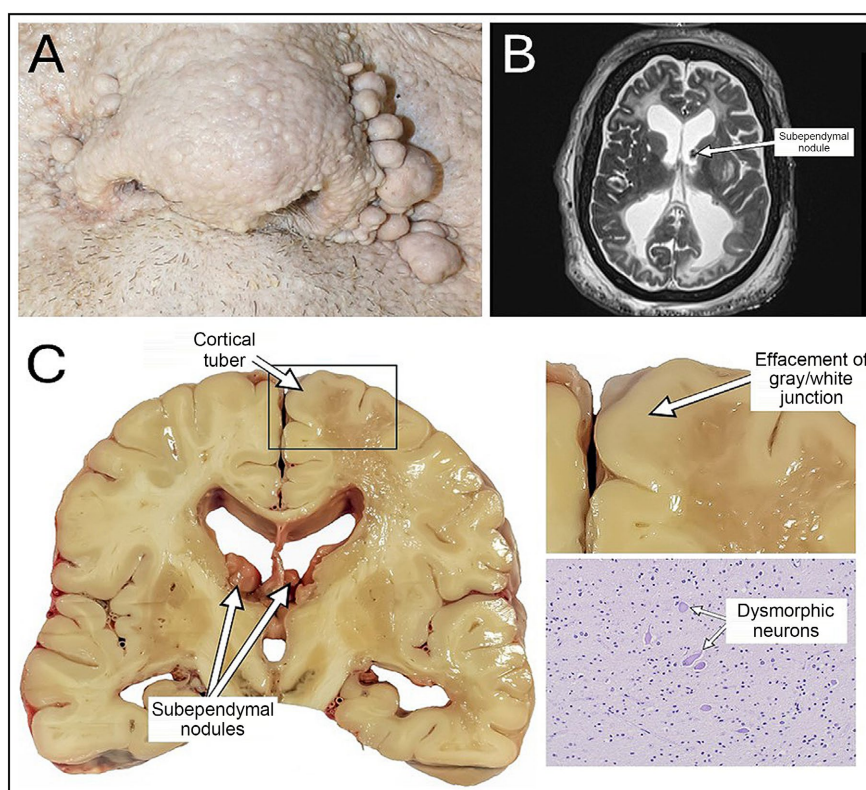 A
B
Subependymal
nodule
C
Cortical
tuber
Effacement of
gray/white
junction
Dysmorphic
neurons
Subependymal
nodules